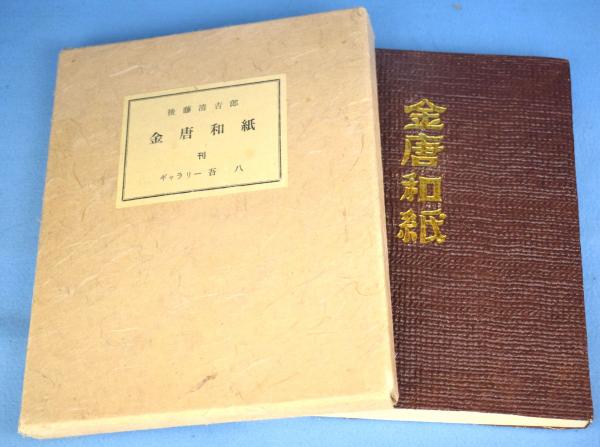 後藤清吉郎
金唐和紙
刊
ギャラリー吾八
金唐和紙